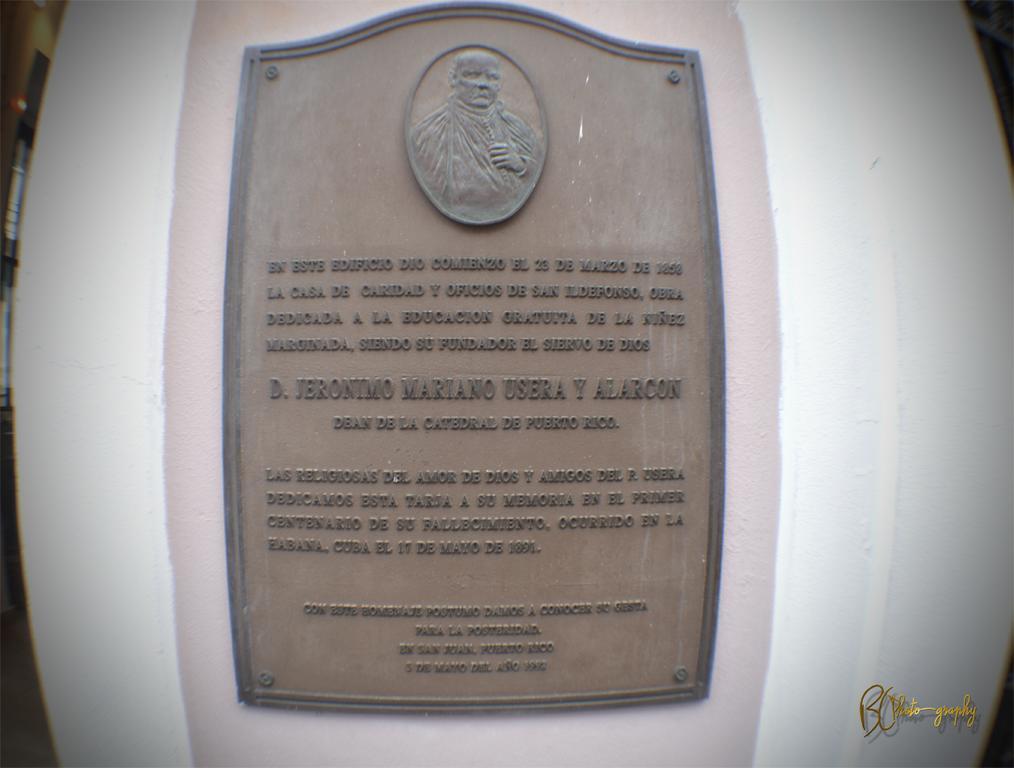 EN ESTE EDIFICIO DIO COMIENZO EL 23 DE MARZO DE 1858
LA CASA DE CARIDAD Y OFICIOS DE SAN ILDEFONSO, OBRA
DEDICADA A LA EDUCACION GRATUITA DE LA NIÑEZ
MARGINADA, SIENDO SU FUNDADOR EL SIERVO DE DIOS
D. JERONIMO MARIANO USERA Y ALARCON
DEAN DE LA CATEDRAL DE PUERTO RICO.
LAS RELIGIOSAS DEL AMOR DE DIOS Y AMIGOS DEL P. USERA
DEDICAMOS ESTA TARJA A SU MEMORIA EN EL PRIMER
CENTENARIO DE SU FALLECIMIENTO, OCURRIDO EN LA
HABANA, CUBA EL 17 DE MAYO DE 1891.
CON ESTE HOMENAJE POSTUMO DAMOS A CONOCER SU GESTA
PARA LA POSTERIDAD.
EN SAN JUAN, PUERTO RICO
5 DE MAYO DEL AÑO 1992
BC Photography